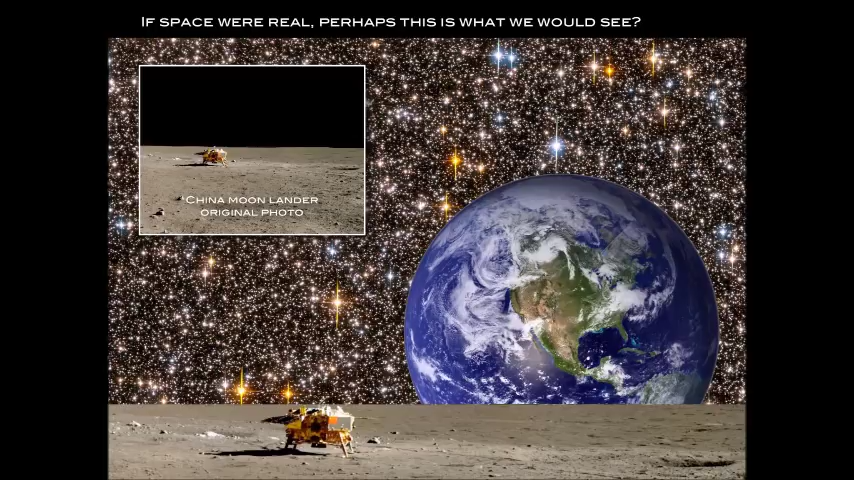 If space were real, perhaps this is what we would see?
*China moon lander
original photo